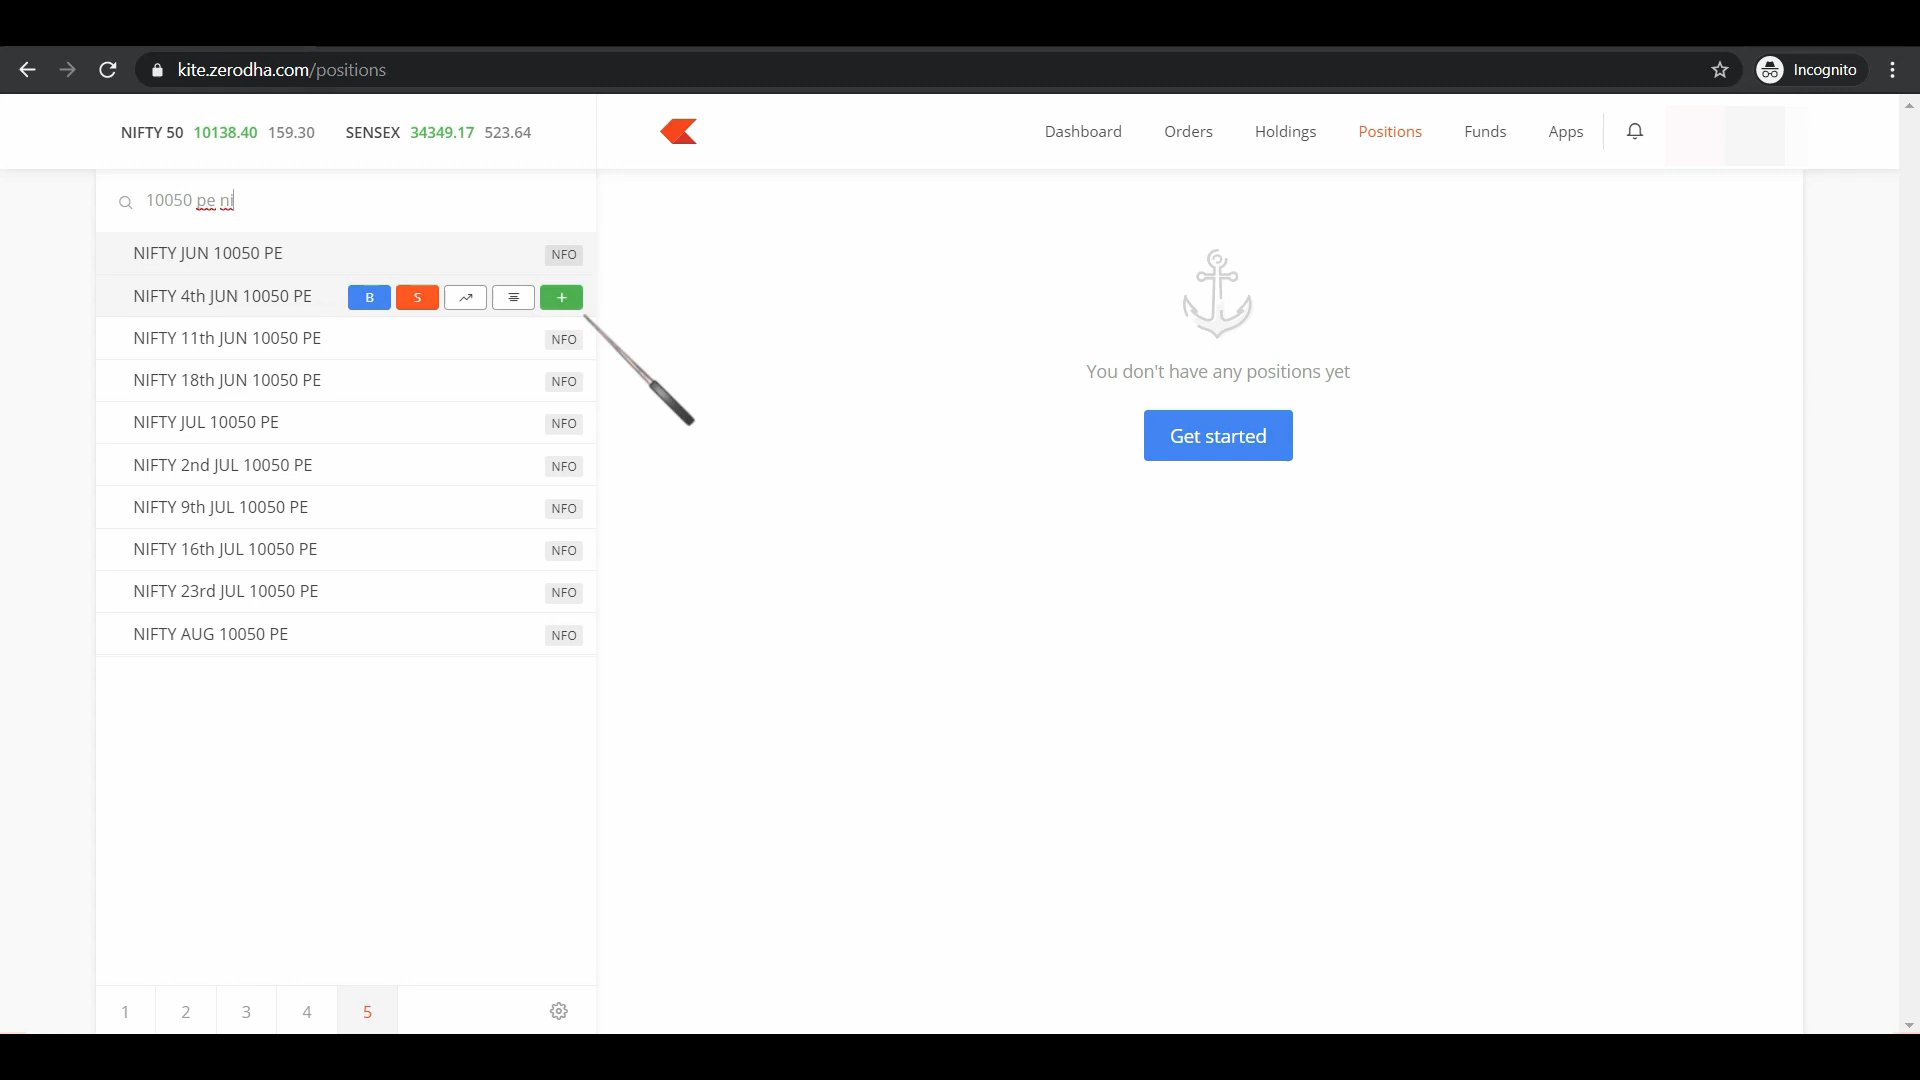 kite.zerodha.com/positions
Incognito
NIFTY 50 10138.40 159.30 SENSEX 34349.17 523.64
Dashboard Orders Holdings Positions Funds Apps
10050 pe ni
NIFTY JUN 10050 PE NFO
NIFTY 4th JUN 10050 PE B S +
NIFTY 11th JUN 10050 PE NFO
NIFTY 18th JUN 10050 PE NFO
NIFTY JUL 10050 PE NFO
NIFTY 2nd JUL 10050 PE NFO
NIFTY 9th JUL 10050 PE NFO
NIFTY 16th JUL 10050 PE NFO
NIFTY 23rd JUL 10050 PE NFO
NIFTY AUG 10050 PE NFO
You don't have any positions yet
Get started
1 2 3 4 5